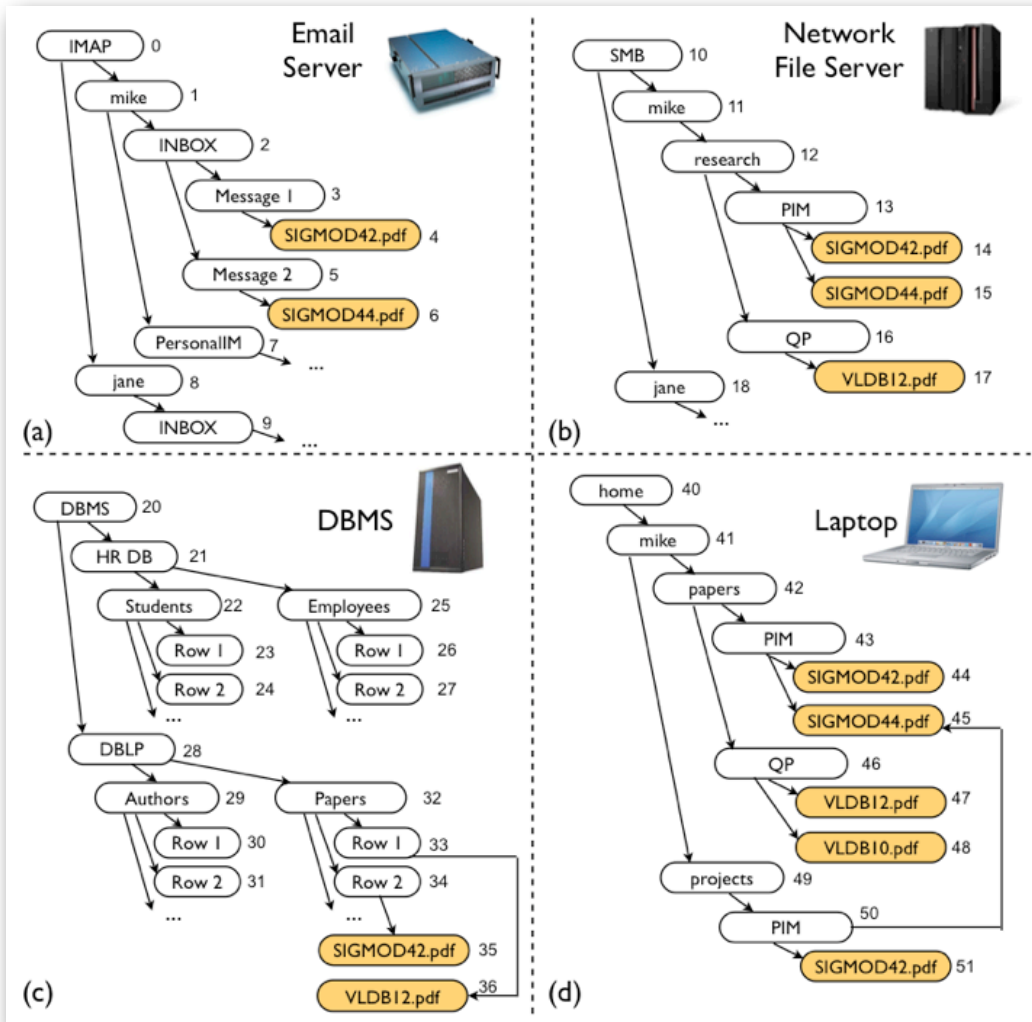 Email
Server
IMAP 0
mike 1
INBOX 2
Message 1 3
SIGMOD42.pdf 4
Message 2 5
SIGMOD44.pdf 6
PersonalIM 7
...
jane 8
INBOX 9
...
(a)
Network
File Server
SMB 10
mike 11
research 12
PIM 13
SIGMOD42.pdf 14
SIGMOD44.pdf 15
QP 16
VLDB12.pdf 17
jane 18
...
(b)
DBMS
DBMS 20
HR DB 21
Students 22
Employees 25
Row 1 23
Row 1 26
Row 2 24
Row 2 27
...
...
DBLP 28
Authors 29
Papers 32
Row 1 30
Row 1 33
Row 2 31
Row 2 34
...
...
SIGMOD42.pdf 35
VLDB12.pdf 36
(c)
Laptop
home 40
mike 41
papers 42
PIM 43
SIGMOD42.pdf 44
SIGMOD44.pdf 45
QP 46
VLDB12.pdf 47
VLDB10.pdf 48
projects 49
PIM 50
SIGMOD42.pdf 51
(d)